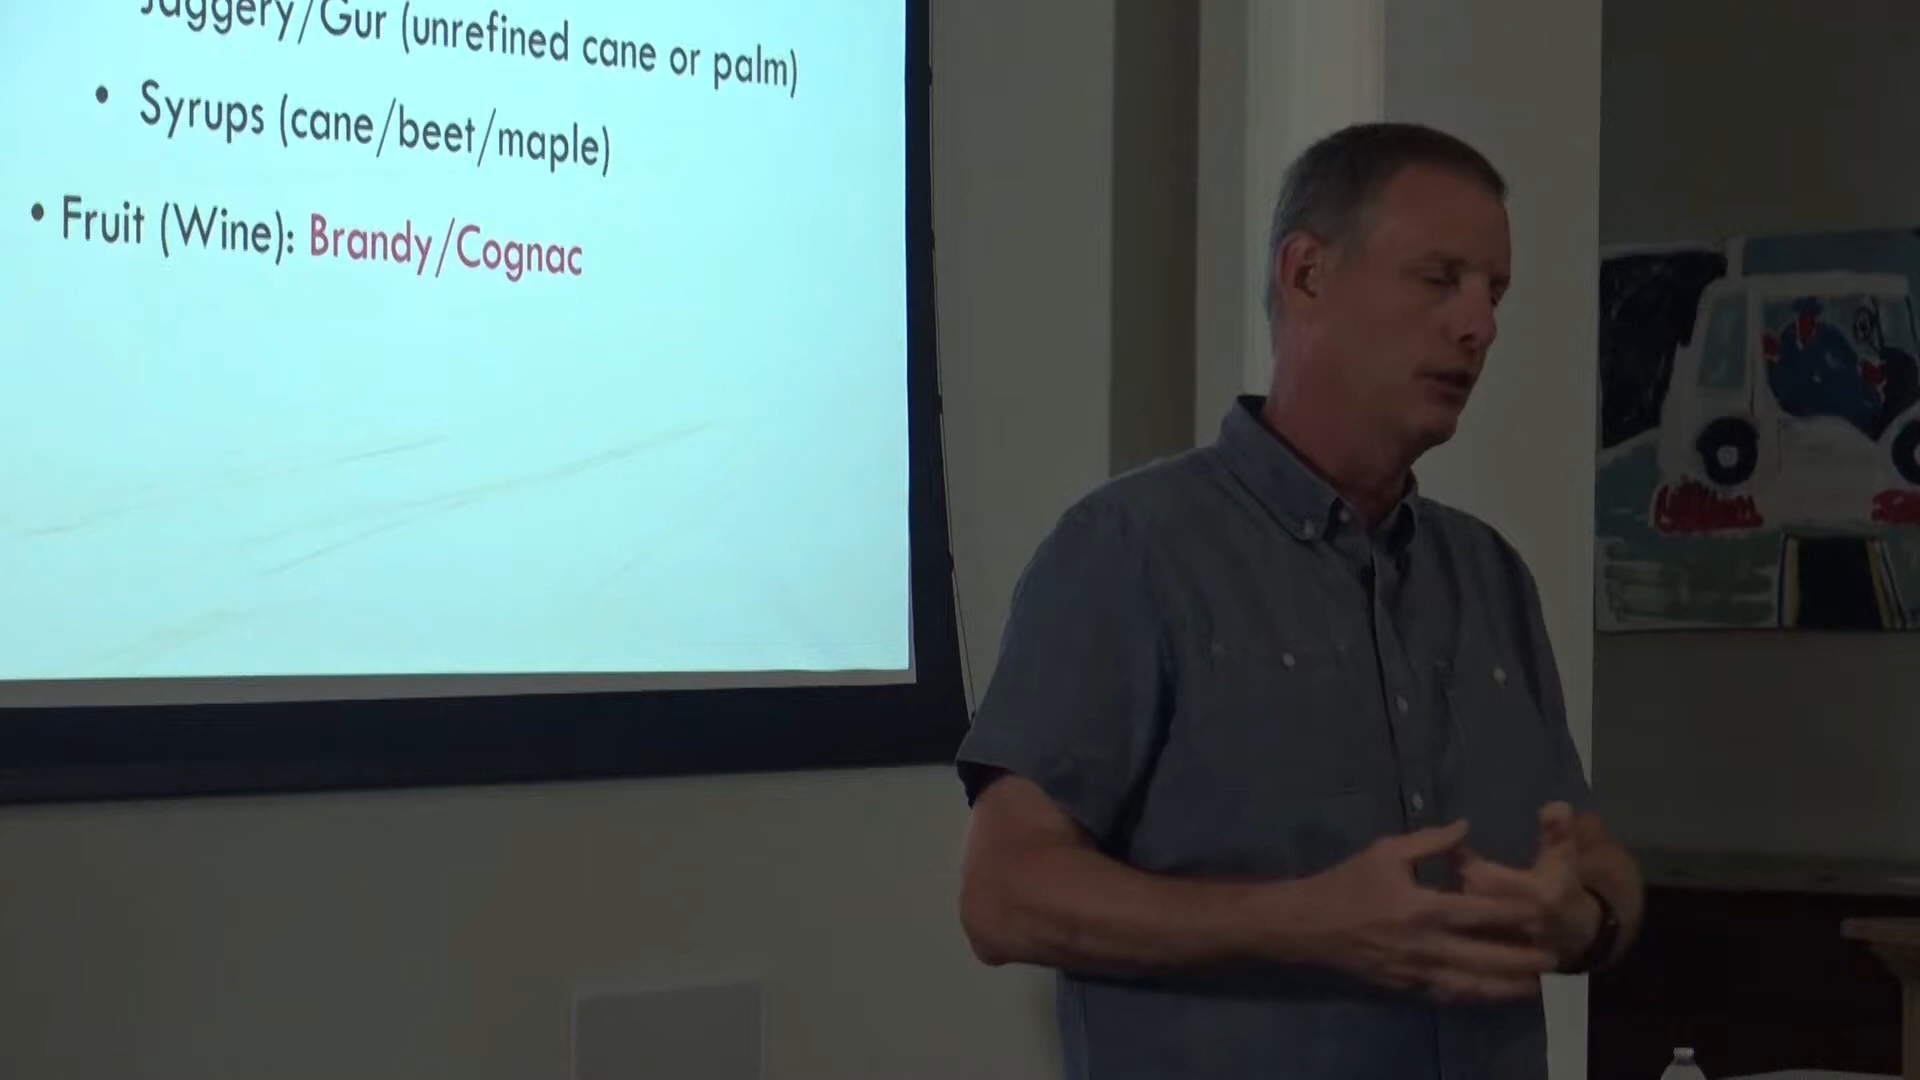 Jaggery/Gur (unrefined cane or palm)
• Syrups (cane/beet/maple)
• Fruit (Wine): Brandy/Cognac